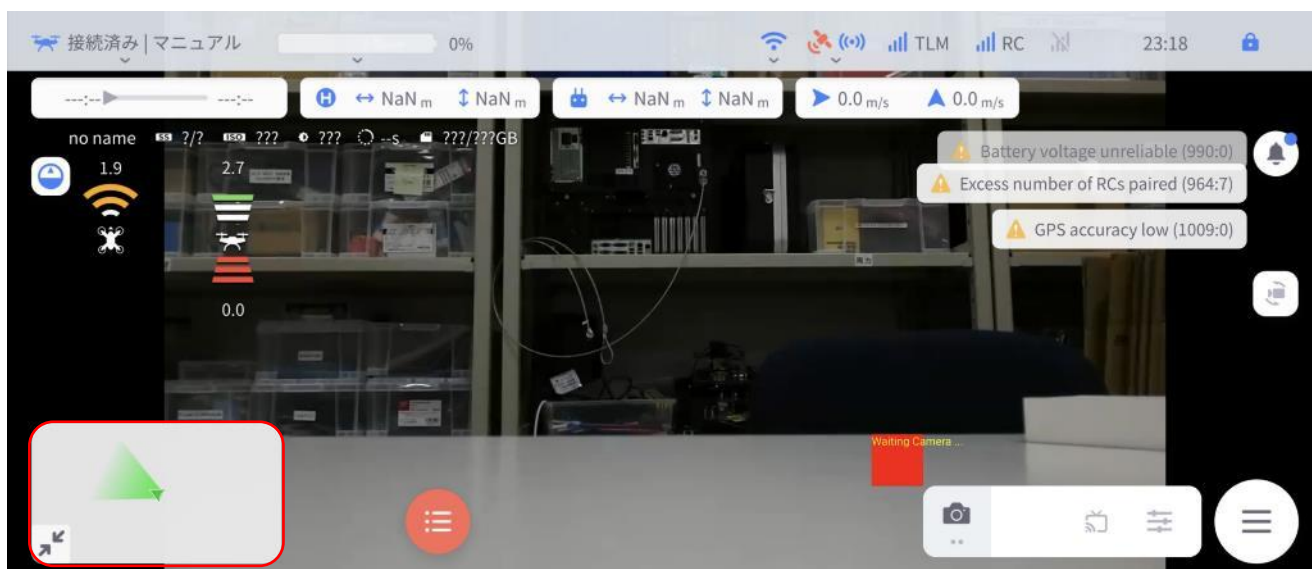 接続済み | マニュアル 0% TLM RC 23:18
---:-- ---:-- H ↔ NaN m ↕ NaN m ↔ NaN m ↕ NaN m 0.0 m/s 0.0 m/s
no name SS ?/? ISO ??? ??? --s ???/???GB
Battery voltage unreliable (990:0)
1.9 2.7
Excess number of RCs paired (964:7)
GPS accuracy low (1009:0)
0.0
Waiting Camera ...